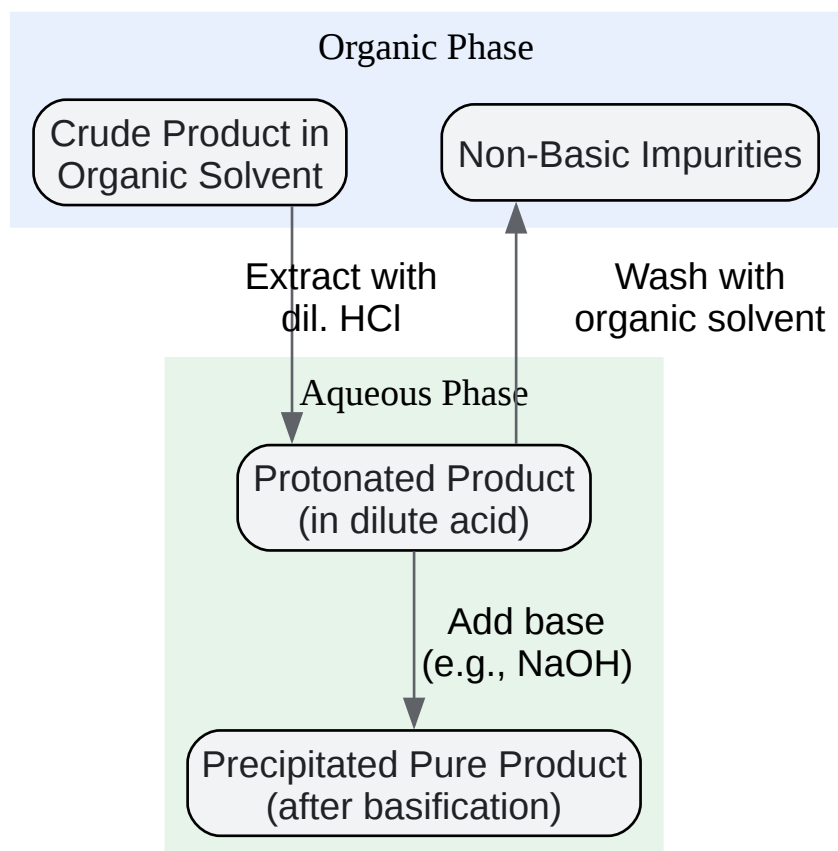 Organic Phase
Crude Product in
Organic Solvent
Non-Basic Impurities
Extract with
dil. HCl
Wash with
organic solvent
Aqueous Phase
Protonated Product
(in dilute acid)
Add base
(e.g., NaOH)
Precipitated Pure Product
(after basification)